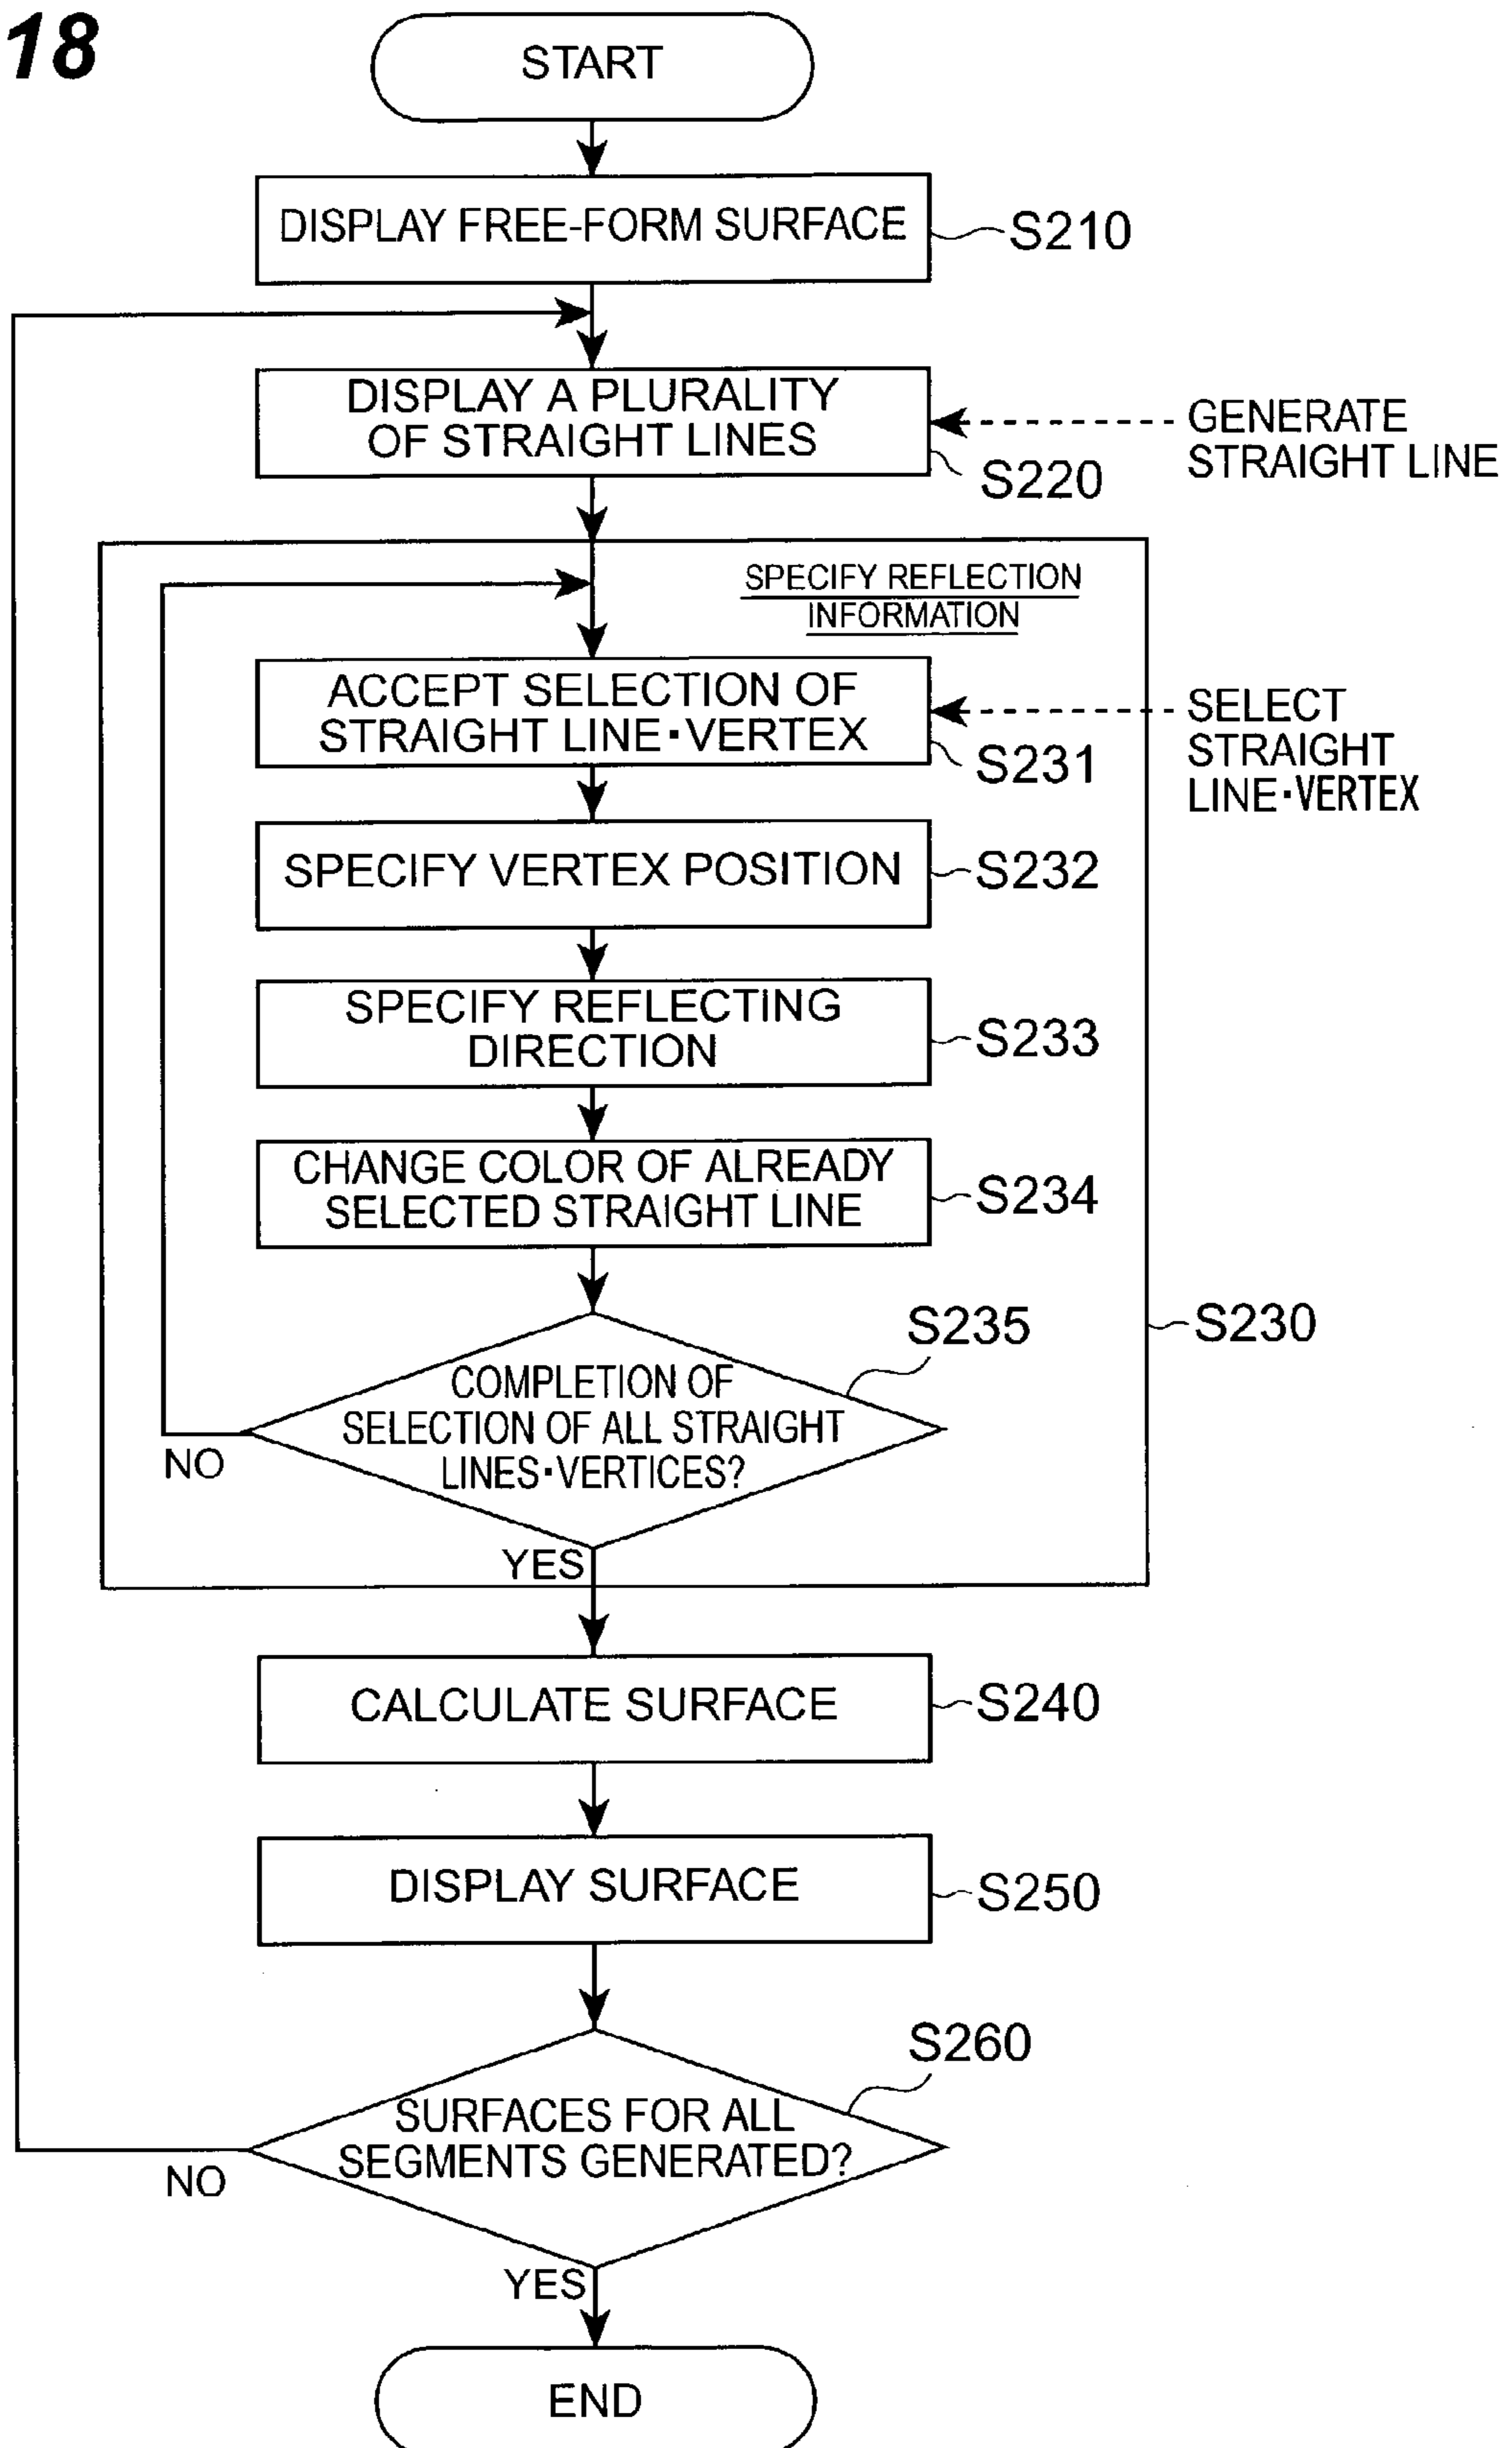 18
START
DISPLAY FREE-FORM SURFACE
S210
DISPLAY A PLURALITY
OF STRAIGHT LINES
S220
GENERATE
STRAIGHT LINE
SPECIFY REFLECTION
INFORMATION
ACCEPT SELECTION OF
STRAIGHT LINE·VERTEX
S231
SELECT
STRAIGHT
LINE·VERTEX
SPECIFY VERTEX POSITION
S232
SPECIFY REFLECTING
DIRECTION
S233
CHANGE COLOR OF ALREADY
SELECTED STRAIGHT LINE
S234
S235
S230
COMPLETION OF
SELECTION OF ALL STRAIGHT
LINES·VERTICES?
NO
YES
CALCULATE SURFACE
S240
DISPLAY SURFACE
S250
S260
SURFACES FOR ALL
SEGMENTS GENERATED?
NO
YES
END